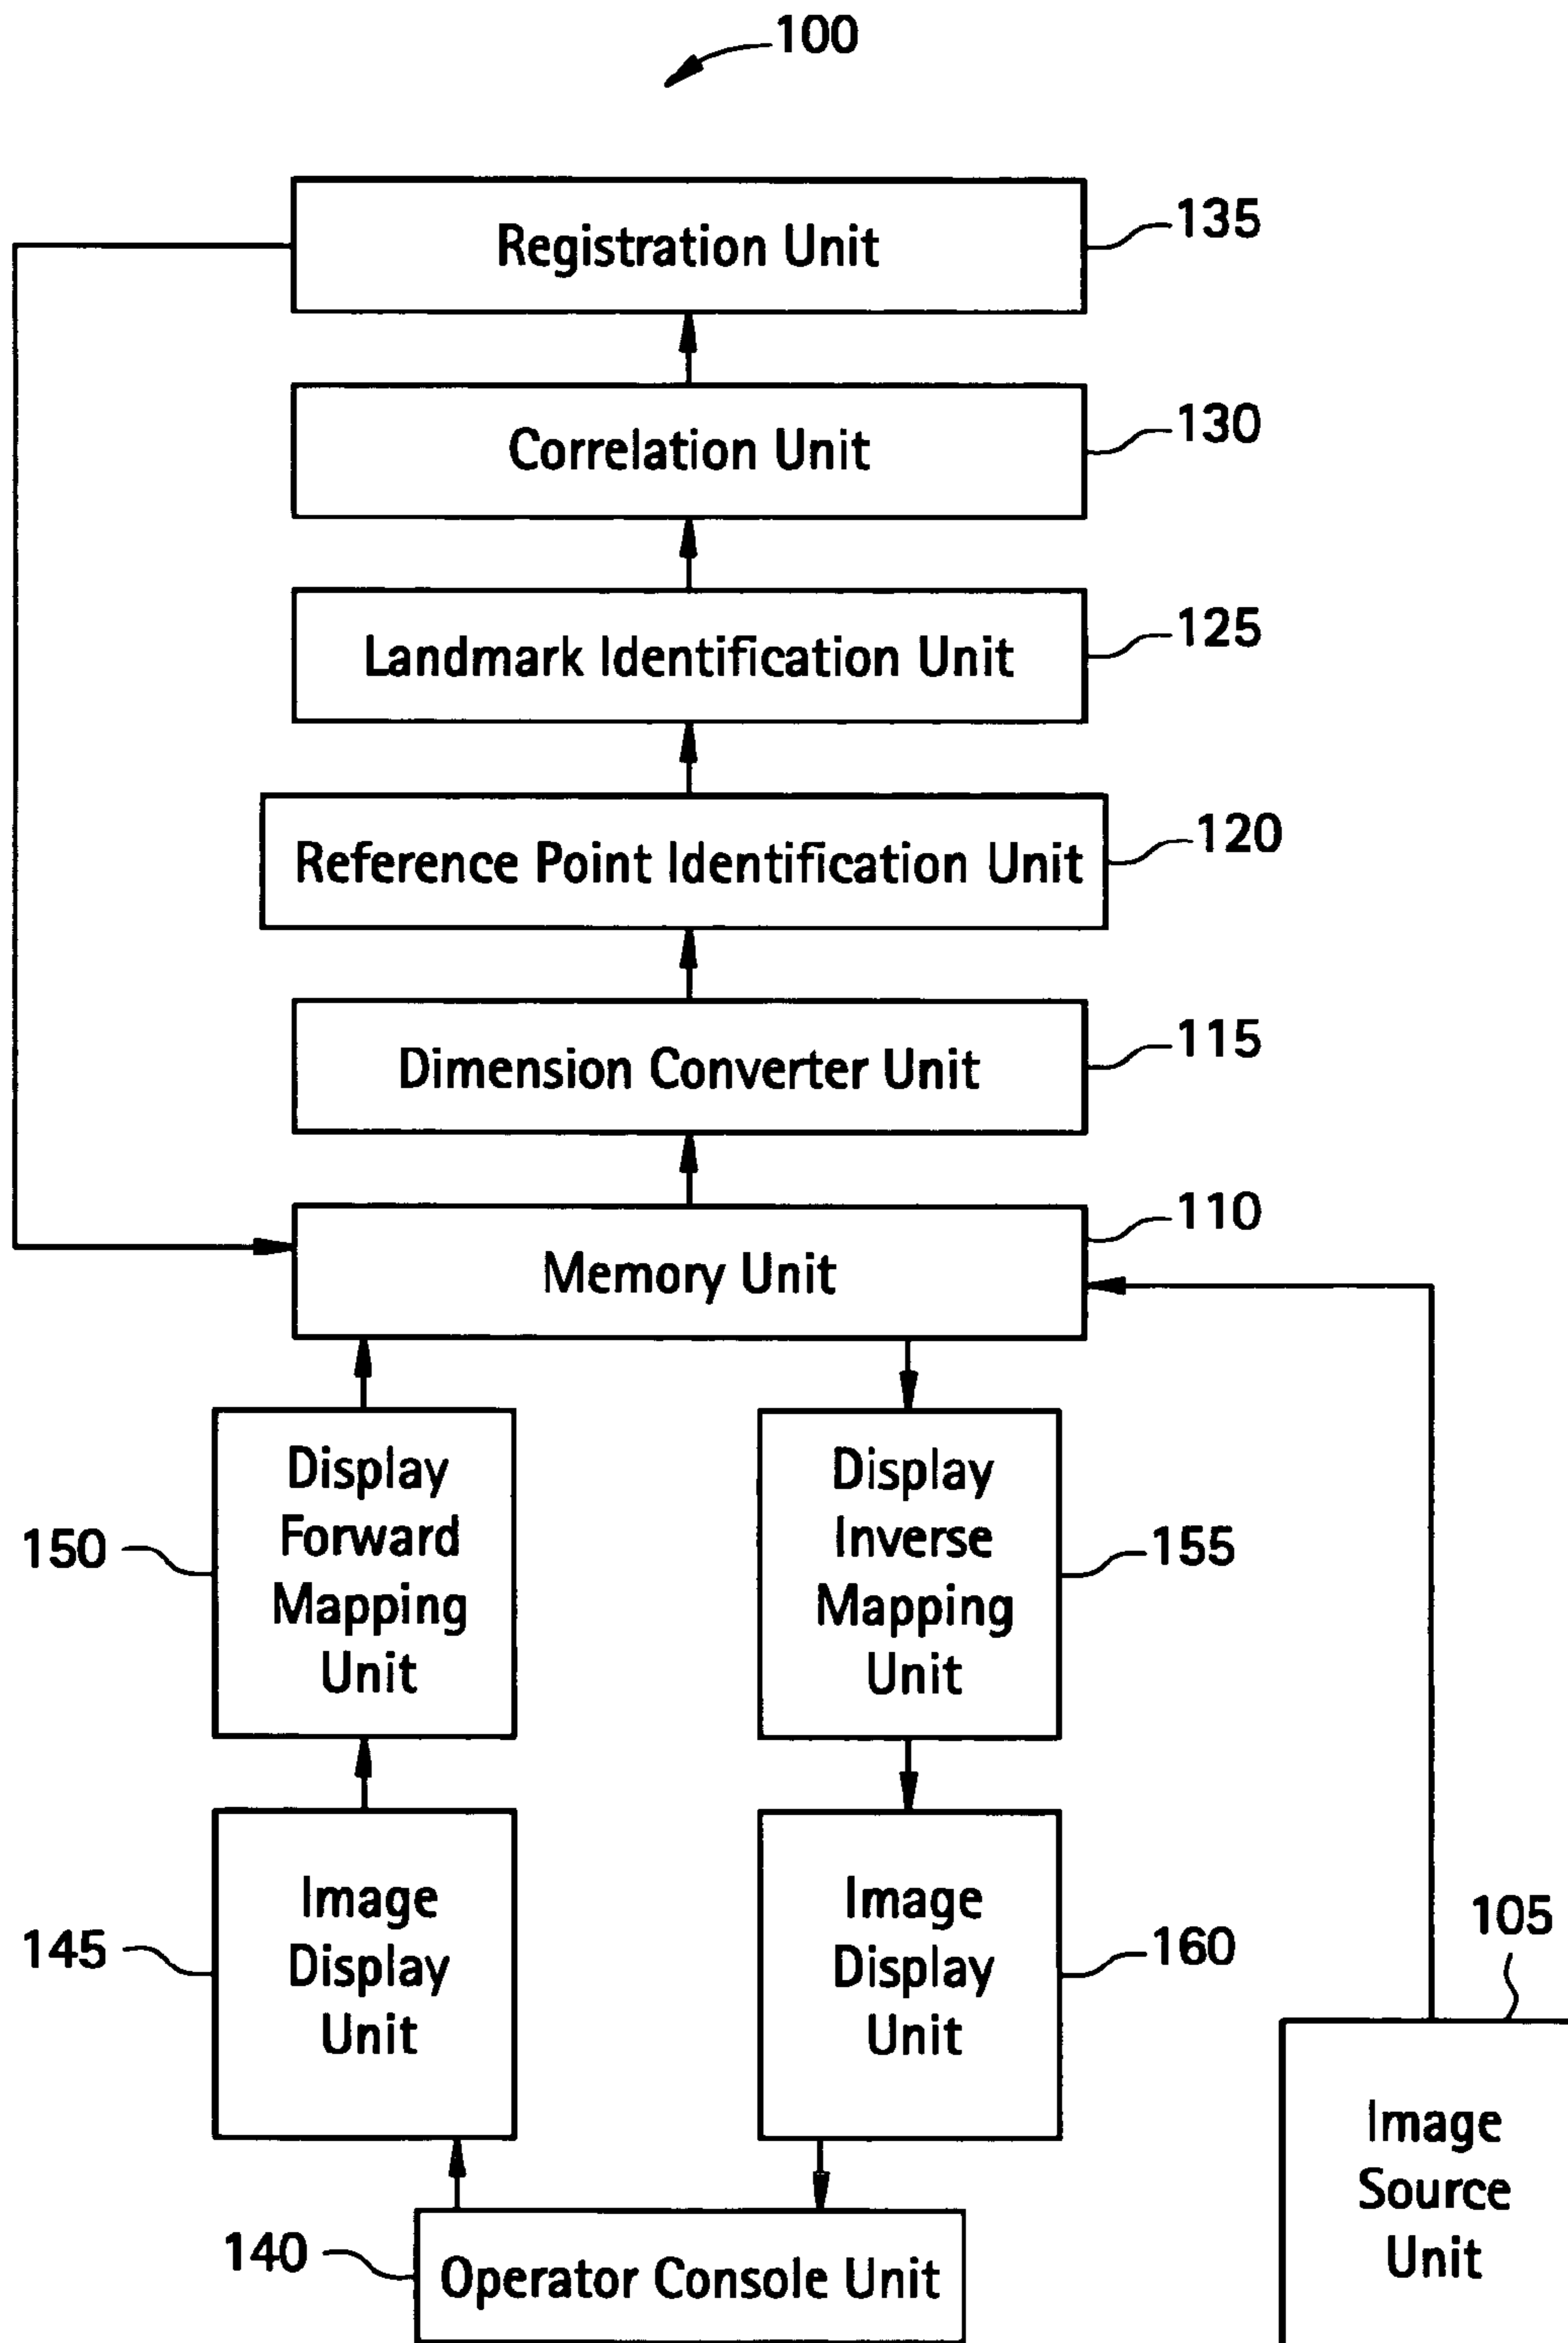 100
Registration Unit
135
Correlation Unit
130
Landmark Identification Unit
125
Reference Point Identification Unit
120
Dimension Converter Unit
115
Memory Unit
110
Display
Forward
Mapping
Unit
150
Display
Inverse
Mapping
Unit
155
Image
Display
Unit
145
Image
Display
Unit
160
105
Image
Source
Unit
140
Operator Console Unit